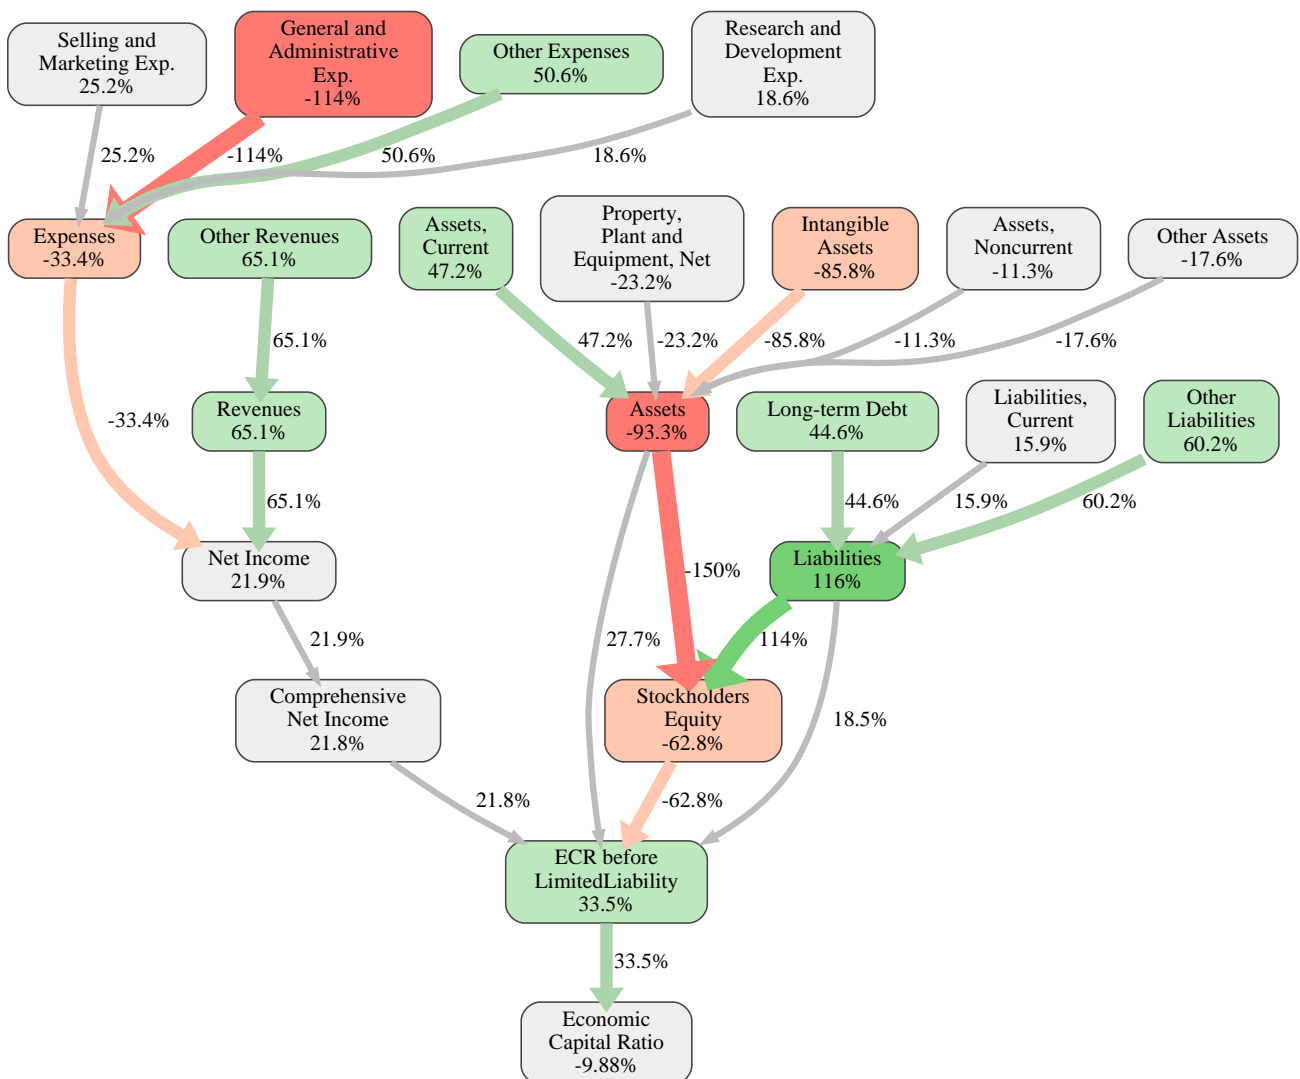 Selling and
Marketing Exp.
25.2%
General and
Administrative
Exp.
-114%
Other Expenses
50.6%
Research and
Development
Exp.
18.6%
25.2%
-114%
50.6%
18.6%
Expenses
-33.4%
Other Revenues
65.1%
Assets,
Current
47.2%
Property,
Plant and
Equipment, Net
-23.2%
Intangible
Assets
-85.8%
Assets,
Noncurrent
-11.3%
Other Assets
-17.6%
65.1%
47.2%
-23.2%
-85.8%
-11.3%
-17.6%
-33.4%
Revenues
65.1%
Assets
-93.3%
Long-term Debt
44.6%
Liabilities,
Current
15.9%
Other
Liabilities
60.2%
65.1%
44.6%
15.9%
60.2%
Net Income
21.9%
-150%
Liabilities
116%
21.9%
27.7%
114%
Comprehensive
Net Income
21.8%
Stockholders
Equity
-62.8%
18.5%
21.8%
-62.8%
ECR before
LimitedLiability
33.5%
33.5%
Economic
Capital Ratio
-9.88%